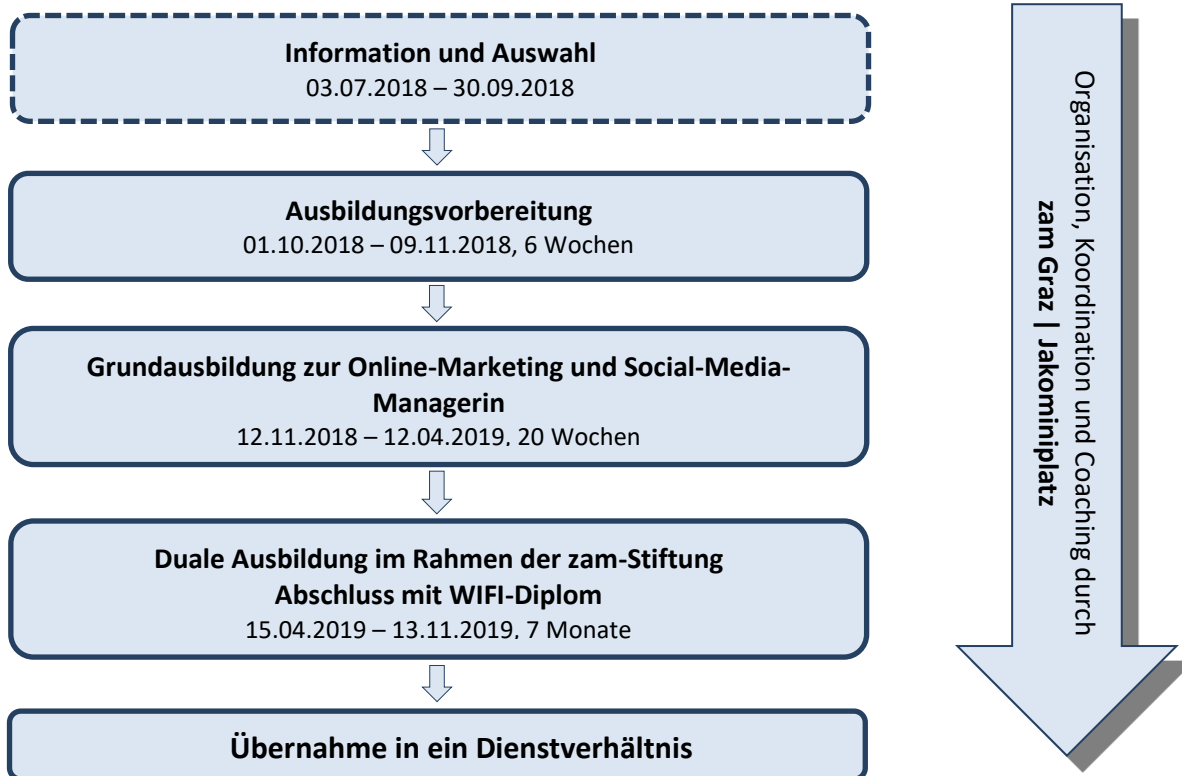 Information und Auswahl
03.07.2018 – 30.09.2018
Ausbildungsvorbereitung
01.10.2018 – 09.11.2018, 6 Wochen
Grundausbildung zur Online-Marketing und Social-Media-
Managerin
12.11.2018 – 12.04.2019, 20 Wochen
Duale Ausbildung im Rahmen der zam-Stiftung
Abschluss mit WIFI-Diplom
15.04.2019 – 13.11.2019, 7 Monate
Übernahme in ein Dienstverhältnis
Organisation, Koordination und Coaching durch
zam Graz | Jakominiplatz